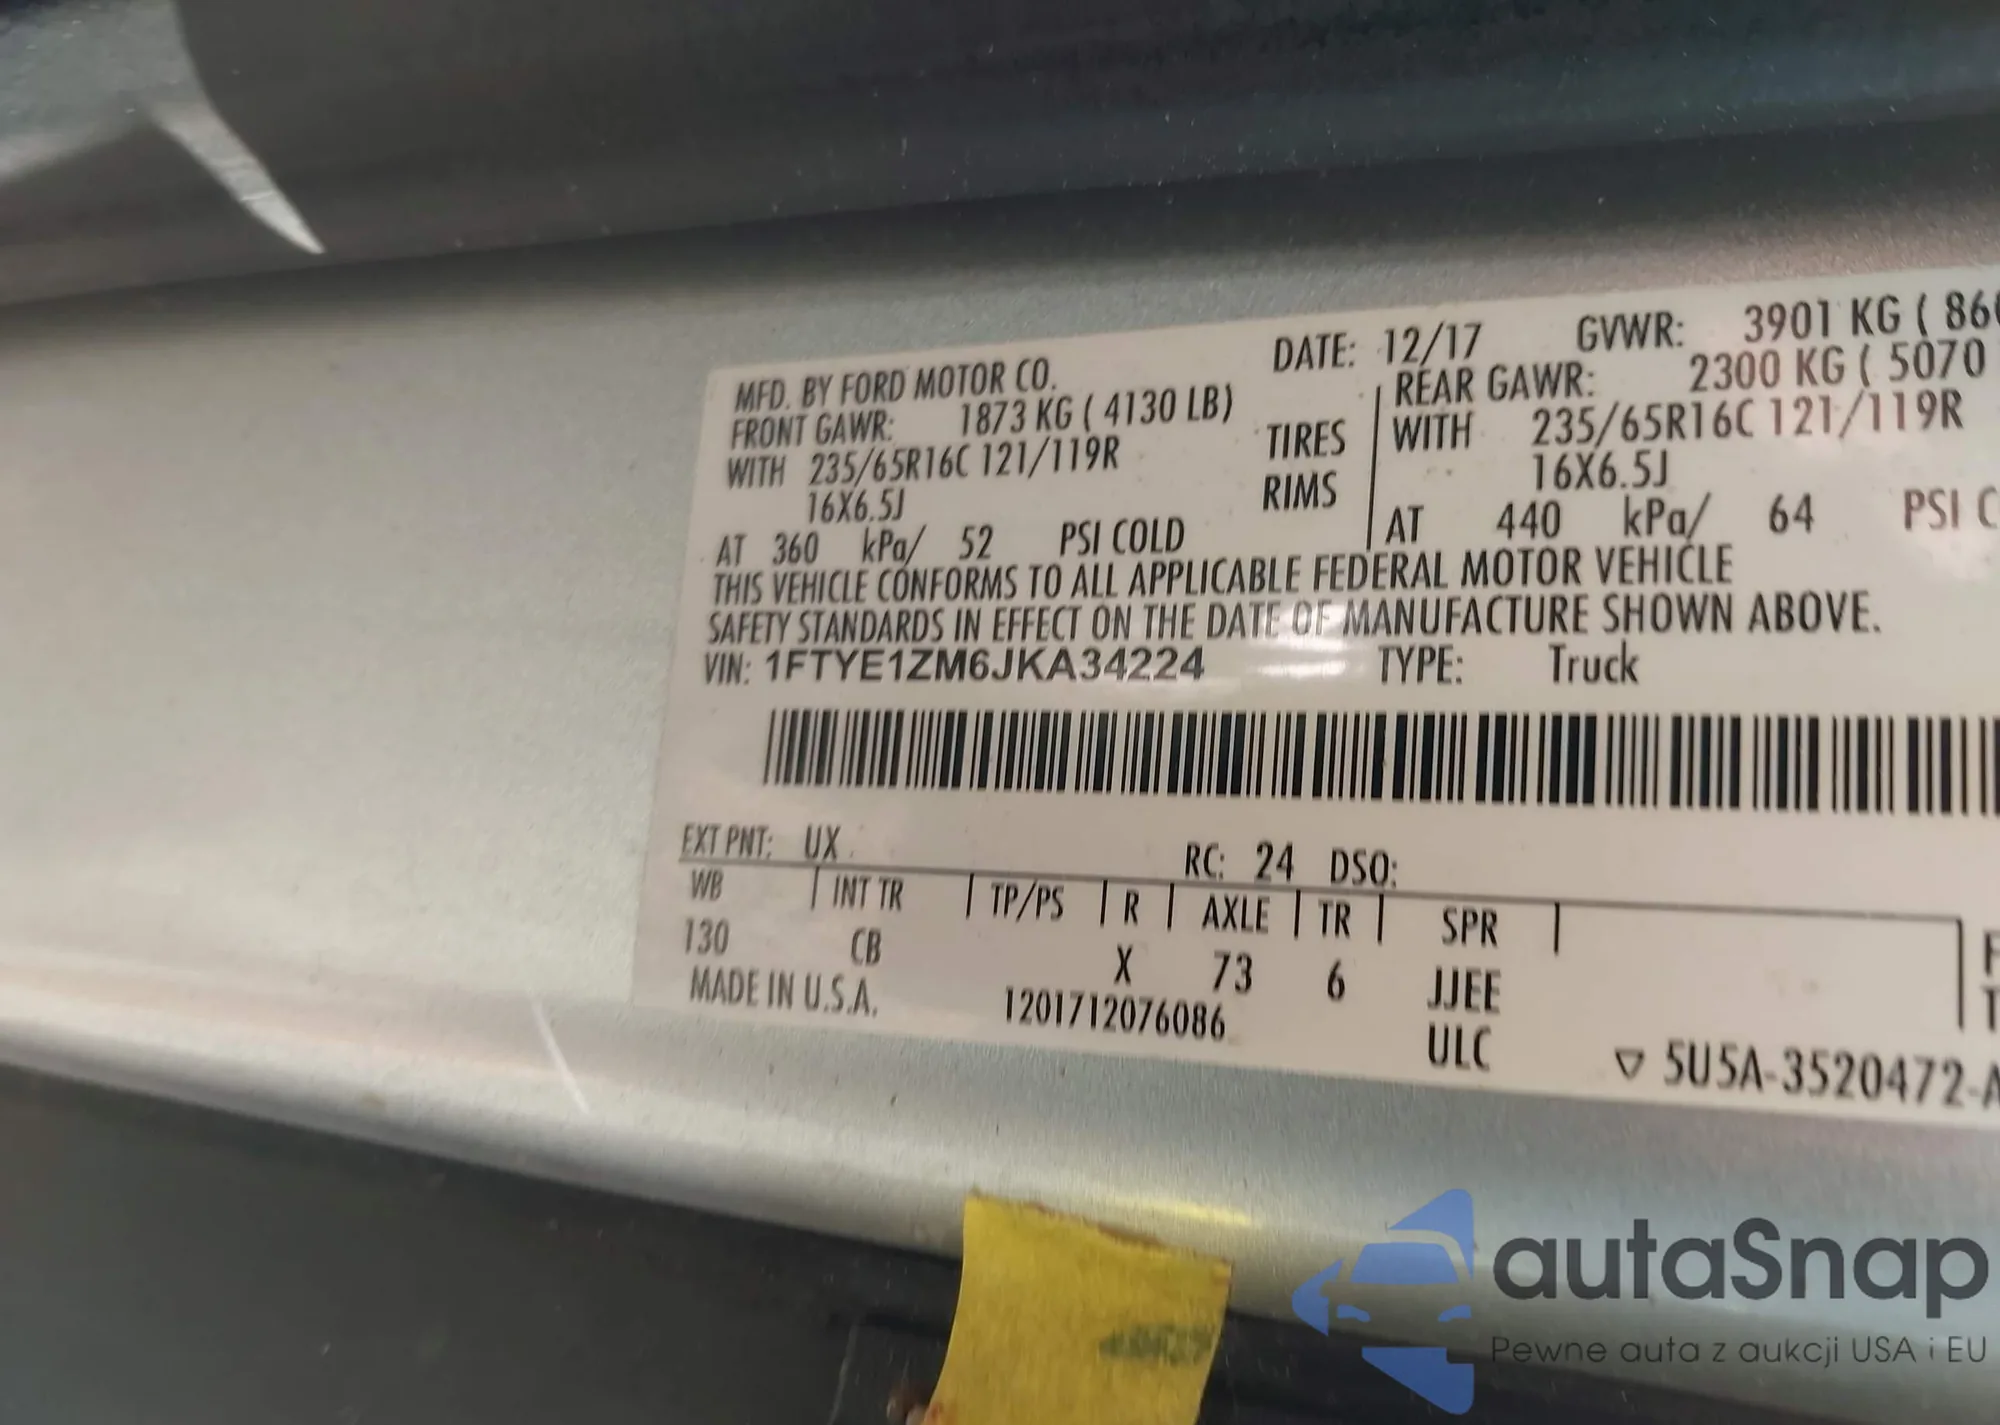 DATE: 12/17 GVWR: 3901 KG ( 860
MFD. BY FORD MOTOR CO.
FRONT GAWR: 1873 KG ( 4130 LB)
REAR GAWR: 2300 KG ( 5070
WITH 235/65R16C 121/119R TIRES WITH 235/65R16C 121/119R
16X6.5J RIMS 16X6.5J
AT 360 kPa/ 52 PSI COLD AT 440 kPa/ 64 PSI C
THIS VEHICLE CONFORMS TO ALL APPLICABLE FEDERAL MOTOR VEHICLE
SAFETY STANDARDS IN EFFECT ON THE DATE OF MANUFACTURE SHOWN ABOVE.
VIN: 1FTYE1ZM6JKA34224 TYPE: Truck
EXT PNT: UX RC: 24 DSO:
WB INT TR TP/PS R AXLE TR SPR
130 CB X 73 6 JJEE
MADE IN U.S.A. 1201712076086 ULC
▽ 5U5A-3520472-A
autaSnap
Pewne auta z aukcji USA i EU